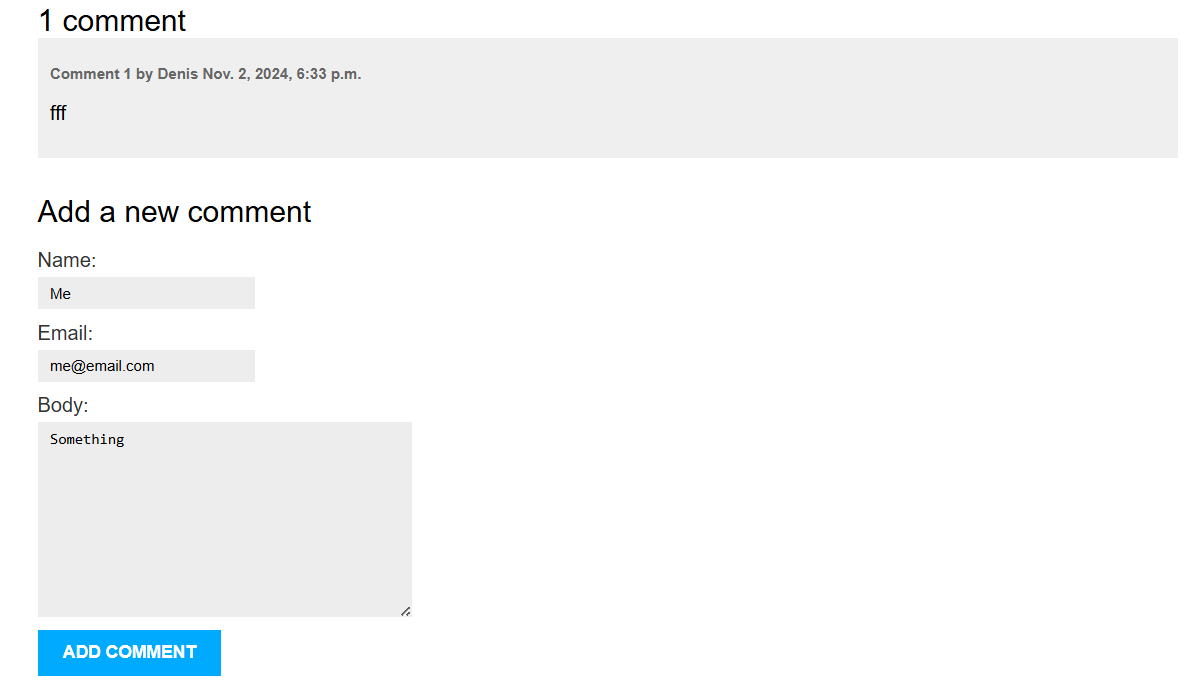 1 comment
Comment 1 by Denis Nov. 2, 2024, 6:33 p.m.
fff
Add a new comment
Name:
Me
Email:
me@email.com
Body:
Something
ADD COMMENT